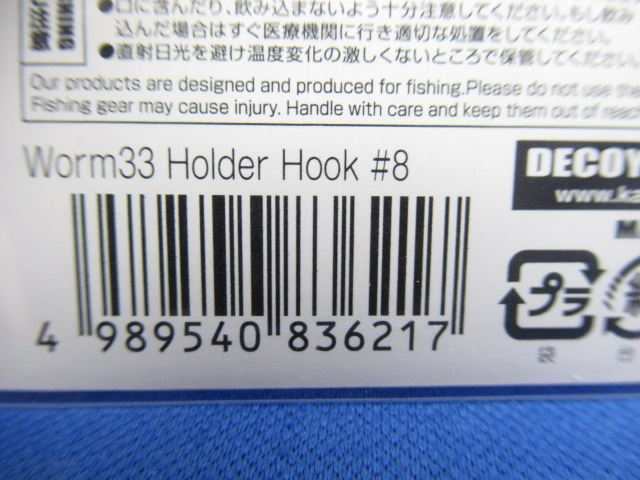 ●口に含んだり、飲み込まないよう十分注意してください。もし飲み
込んだ場合はすぐ医療機関に行き適切な処置をしてください。
●直射日光を避け温度変化の激しくないところで保管してください。
Our products are designed and produced for fishing.Please do not use the
Fishing gear may cause injury. Handle with care and keep them out of reac
Worm33 Holder Hook #8
DECOY
www.ka
4 989540 836217
プラ
袋